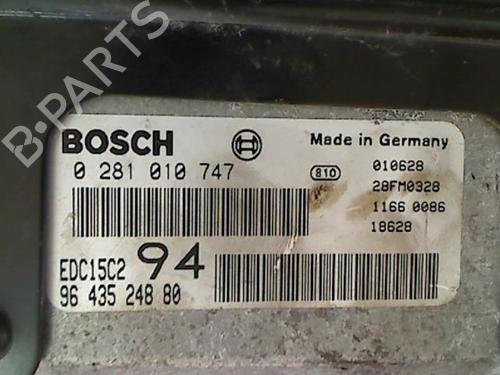 B-PARTS
BOSCH
Made in Germany
0 281 010 747
810
010628
28FM0328
1166 0086
18628
EDC15C2 94
96 435 248 80